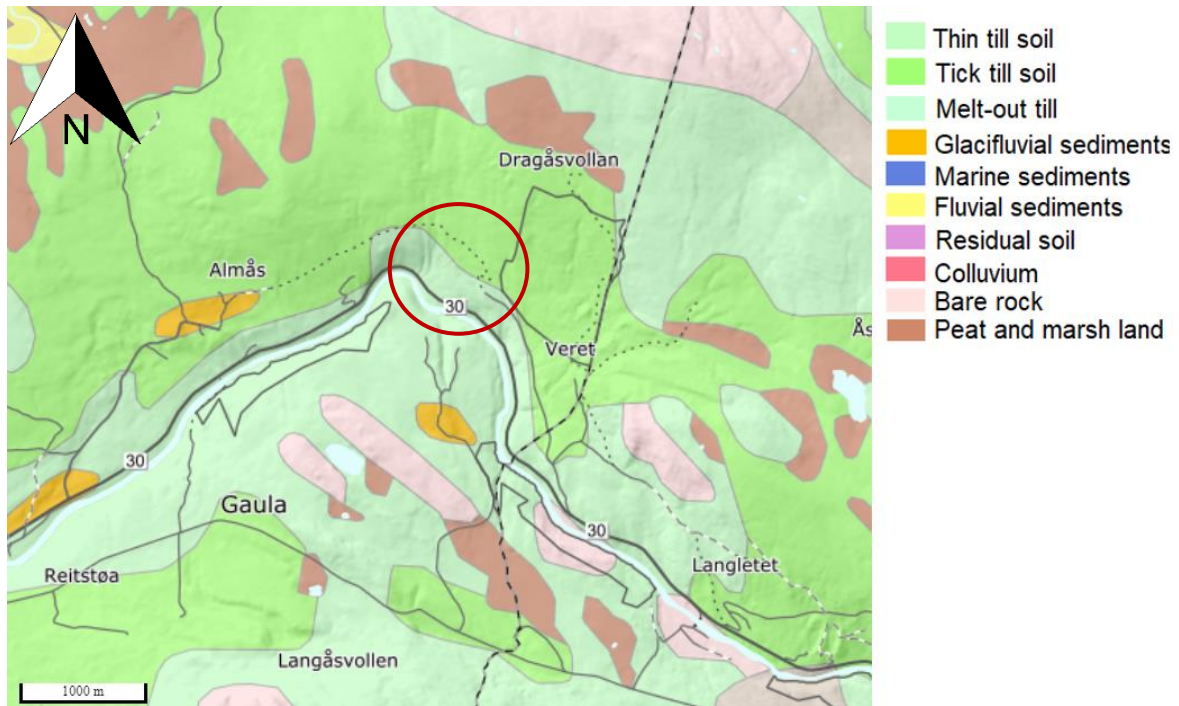 N
Dragåsvollan
Almås
30
Veret
30
Gaula
30
Reitstøa
Langletet
Langåsvollen
Ås
1000 m
Thin till soil
Tick till soil
Melt-out till
Glacifluvial sediments
Marine sediments
Fluvial sediments
Residual soil
Colluvium
Bare rock
Peat and marsh land